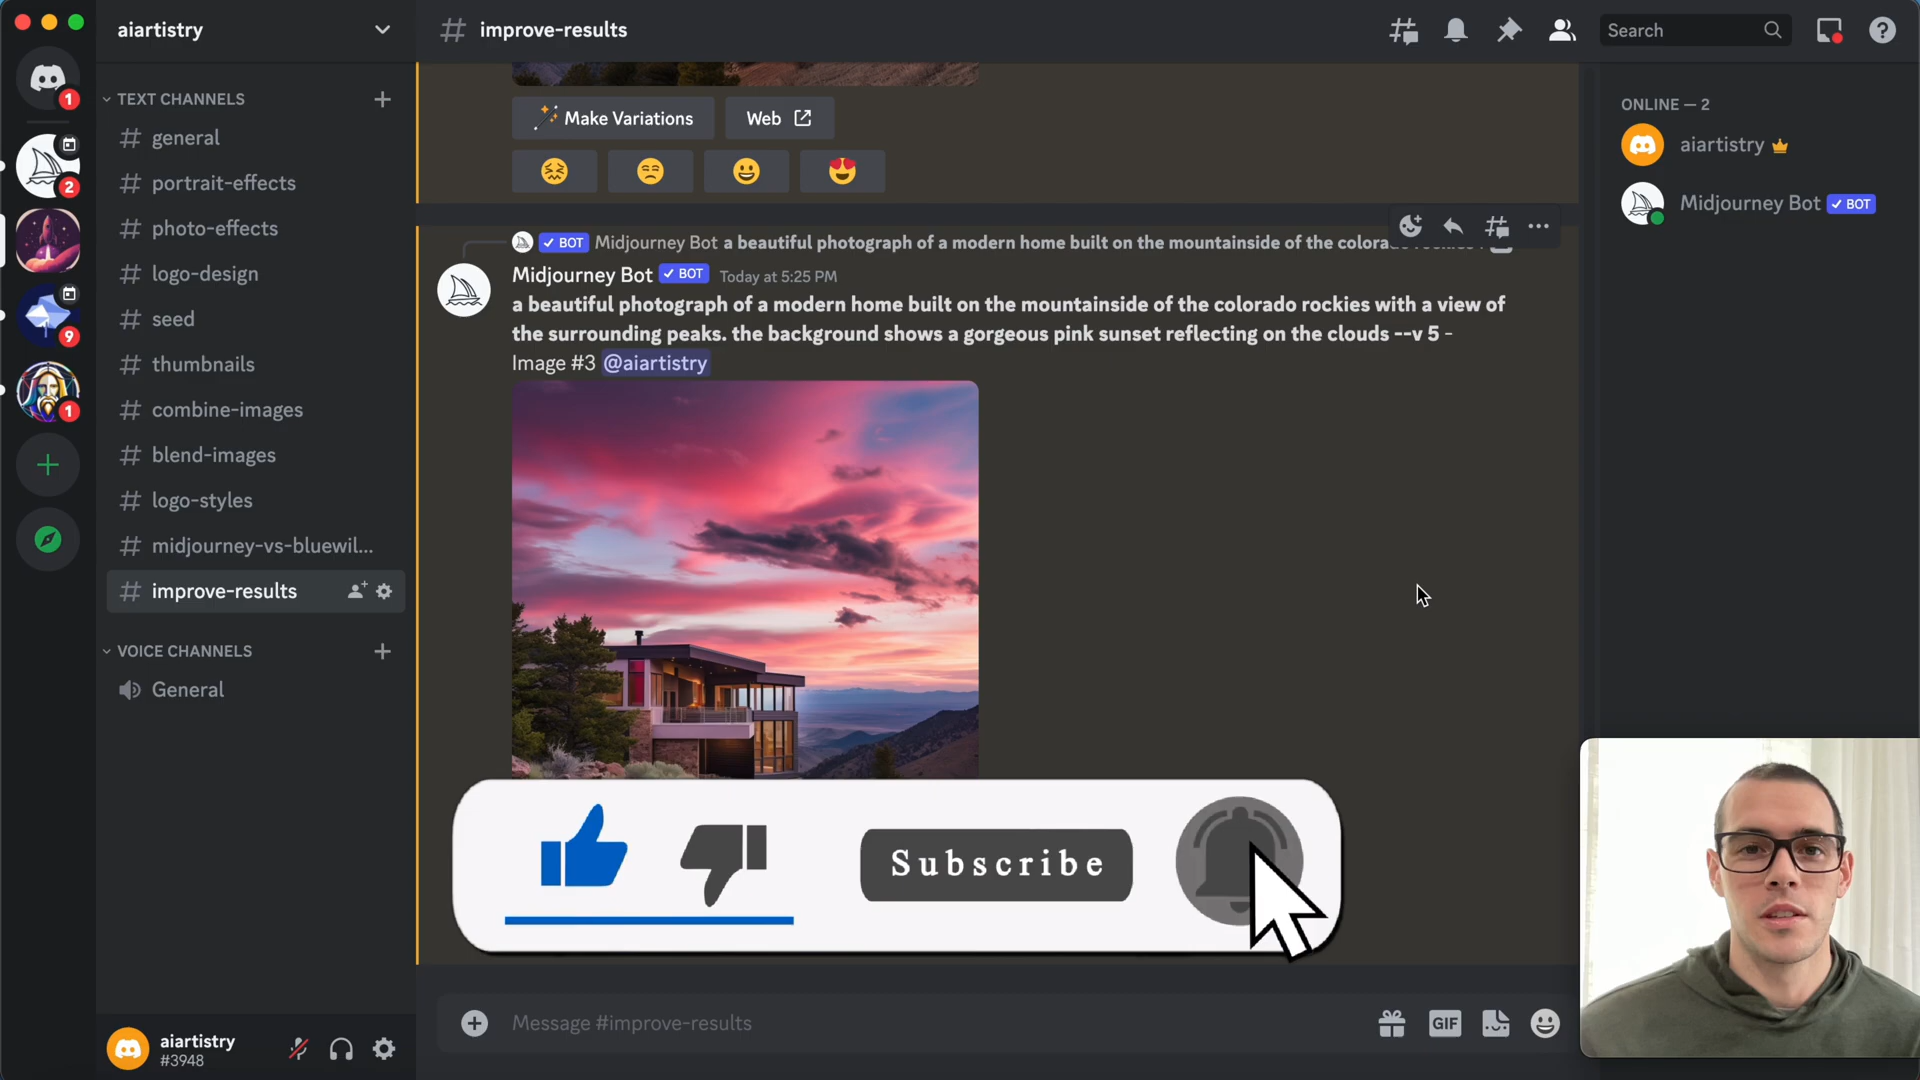 aiartistry
improve-results
Search
1
TEXT CHANNELS
general
portrait-effects
photo-effects
logo-design
seed
thumbnails
combine-images
blend-images
logo-styles
midjourney-vs-bluewil...
improve-results
VOICE CHANNELS
General
2
9
1
Make Variations
Web
BOT Midjourney Bot a beautiful photograph of a modern home built on the mountainside of the
Midjourney Bot BOT Today at 5:25 PM
a beautiful photograph of a modern home built on the mountainside of the colorado rockies with a view of
the surrounding peaks. the background shows a gorgeous pink sunset reflecting on the clouds --v 5 -
Image #3 @aiartistry
Subscribe
Message #improve-results
GIF
ONLINE — 2
aiartistry
Midjourney Bot BOT
aiartistry
#3948